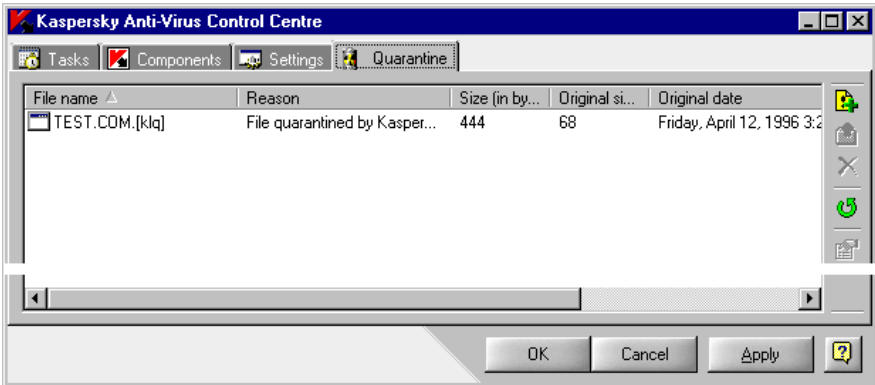 Kaspersky Anti-Virus Control Centre
Tasks Components Settings Quarantine
File name Reason Size (in by... Original si... Original date
TEST.COM.[klq] File quarantined by Kasper... 444 68 Friday, April 12, 1996 3:2
OK Cancel Apply